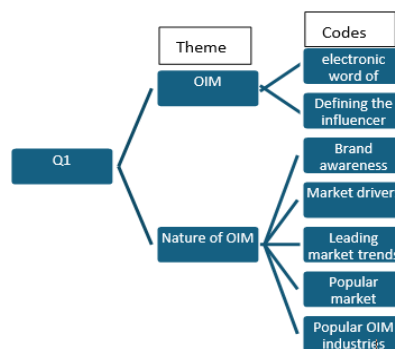 Theme
Codes
OIM
electronic
word of
Defining the
influencer
Q1
Brand
awareness
Market driver
Nature of OIM
Leading
market trends
Popular
market
Popular OIM
industries